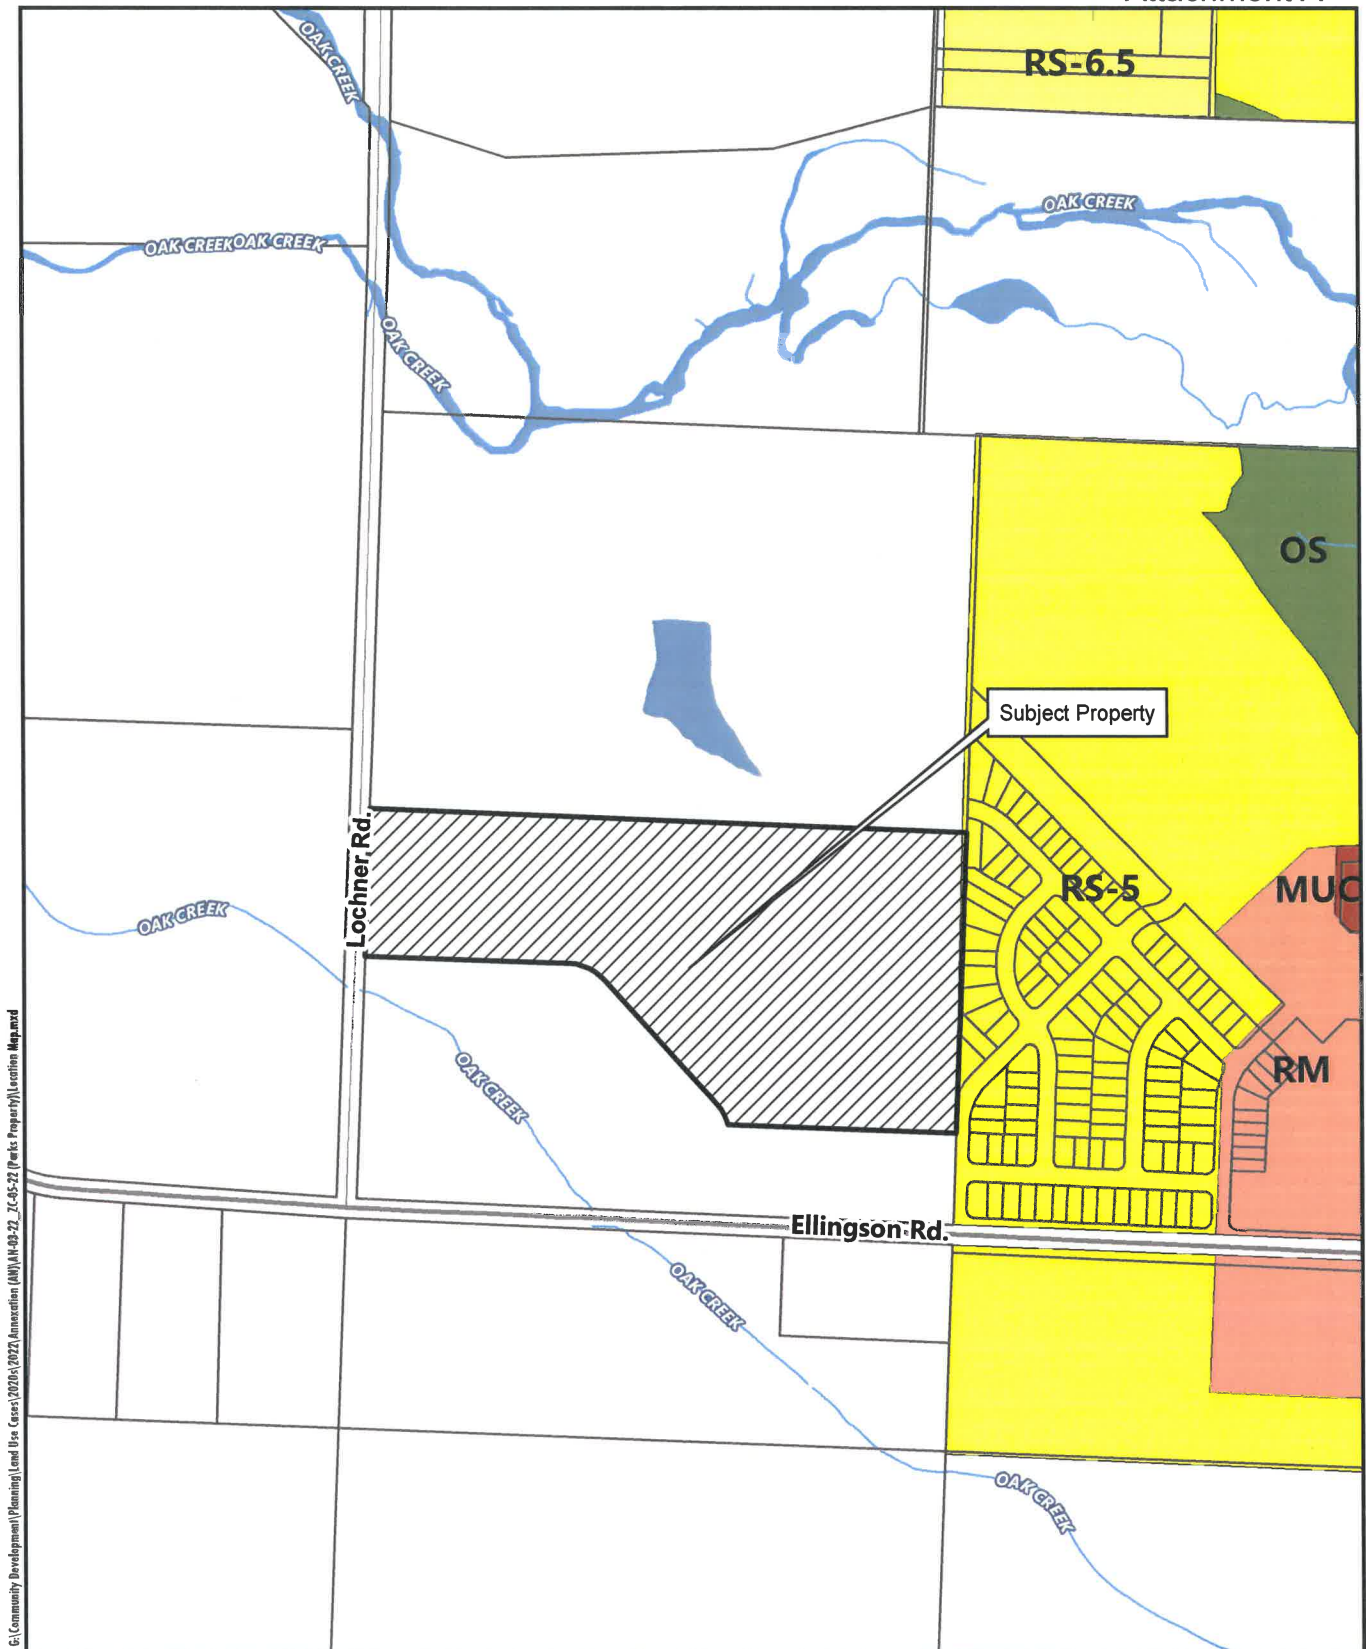 RS-6.5
OAK CREEK
OAK CREEK
OAK CREEKOAK CREEK
OAK CREEK
OS
Subject Property
Lochner Rd.
RS-5
MUC
OAK CREEK
RM
OAK CREEK
Ellingson Rd.
OAK CREEK
OAK CREEK
G:\Community Development\Planning\Land Use Cases\2020s\2022\Annexation (AN)\AN-03-22_ZC-05-22 (Parks Property)\Location Map.mxd